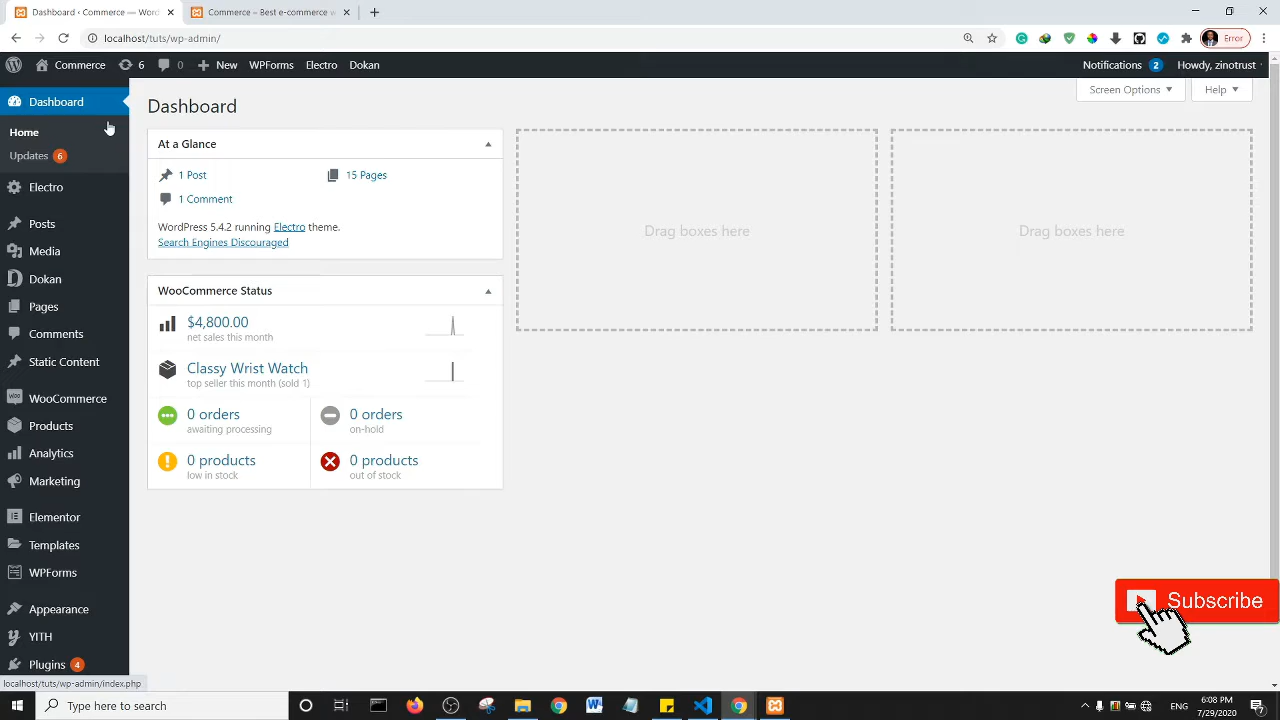 Dashboard ‹ Commerce — Word
Commerce – Best e-commerce w
localhost/tuts/wp-admin/
Error
Commerce 6 0 New WPForms Electro Dokan Notifications 2 Howdy, zinotrust
Screen Options
Help
Dashboard
Home
Updates 6
Electro
Posts
Media
Dokan
Pages
Comments
Static Content
WooCommerce
Products
Analytics
Marketing
Elementor
Templates
WPForms
Appearance
YITH
Plugins 4
Dashboard
At a Glance
1 Post
15 Pages
1 Comment
WordPress 5.4.2 running Electro theme.
Search Engines Discouraged
WooCommerce Status
$4,800.00
net sales this month
Classy Wrist Watch
top seller this month (sold 1)
0 orders
awaiting processing
0 orders
on-hold
0 products
low in stock
0 products
out of stock
Drag boxes here
Drag boxes here
Subscribe
localhost/tuts/wp-admin/index.php
Type here to search
ENG
6:08 PM
7/29/2020